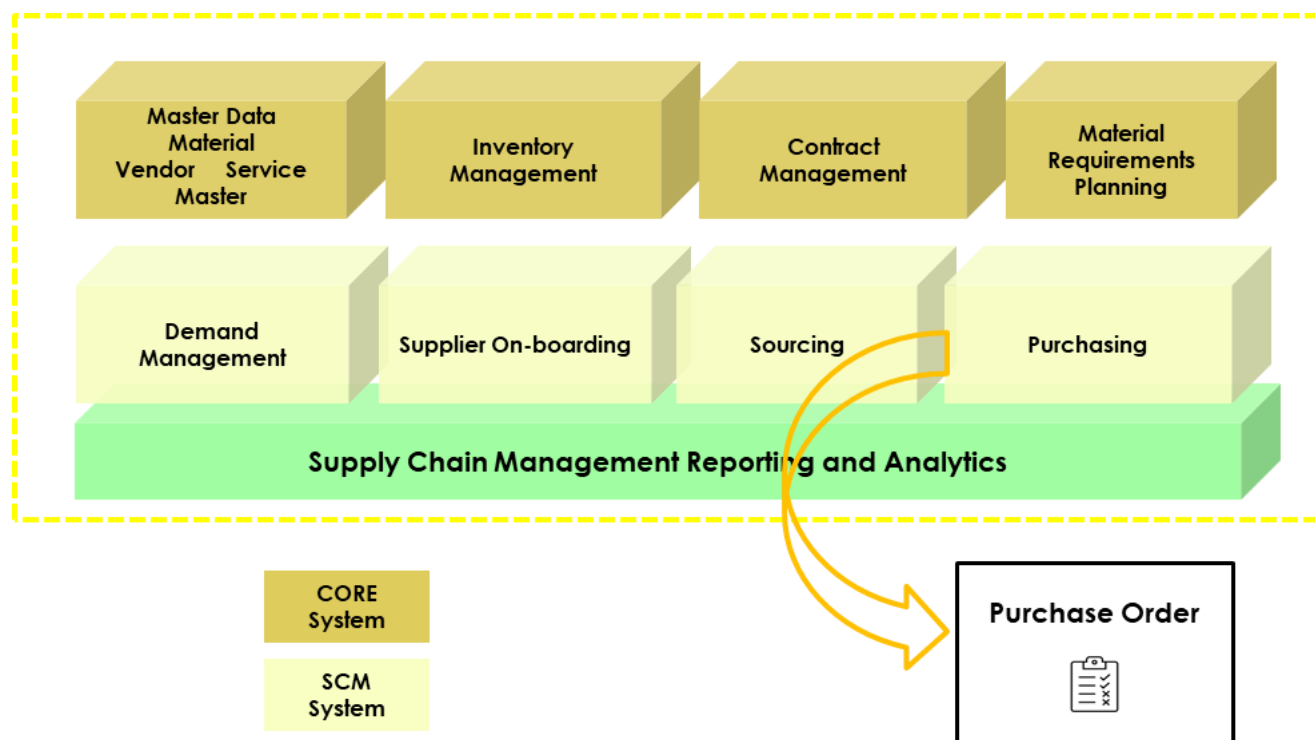 Master Data
Material
Vendor Service
Master
Inventory
Management
Contract
Management
Material
Requirements
Planning
Demand
Management
Supplier On-boarding
Sourcing
Purchasing
Supply Chain Management Reporting and Analytics
CORE
System
SCM
System
Purchase Order